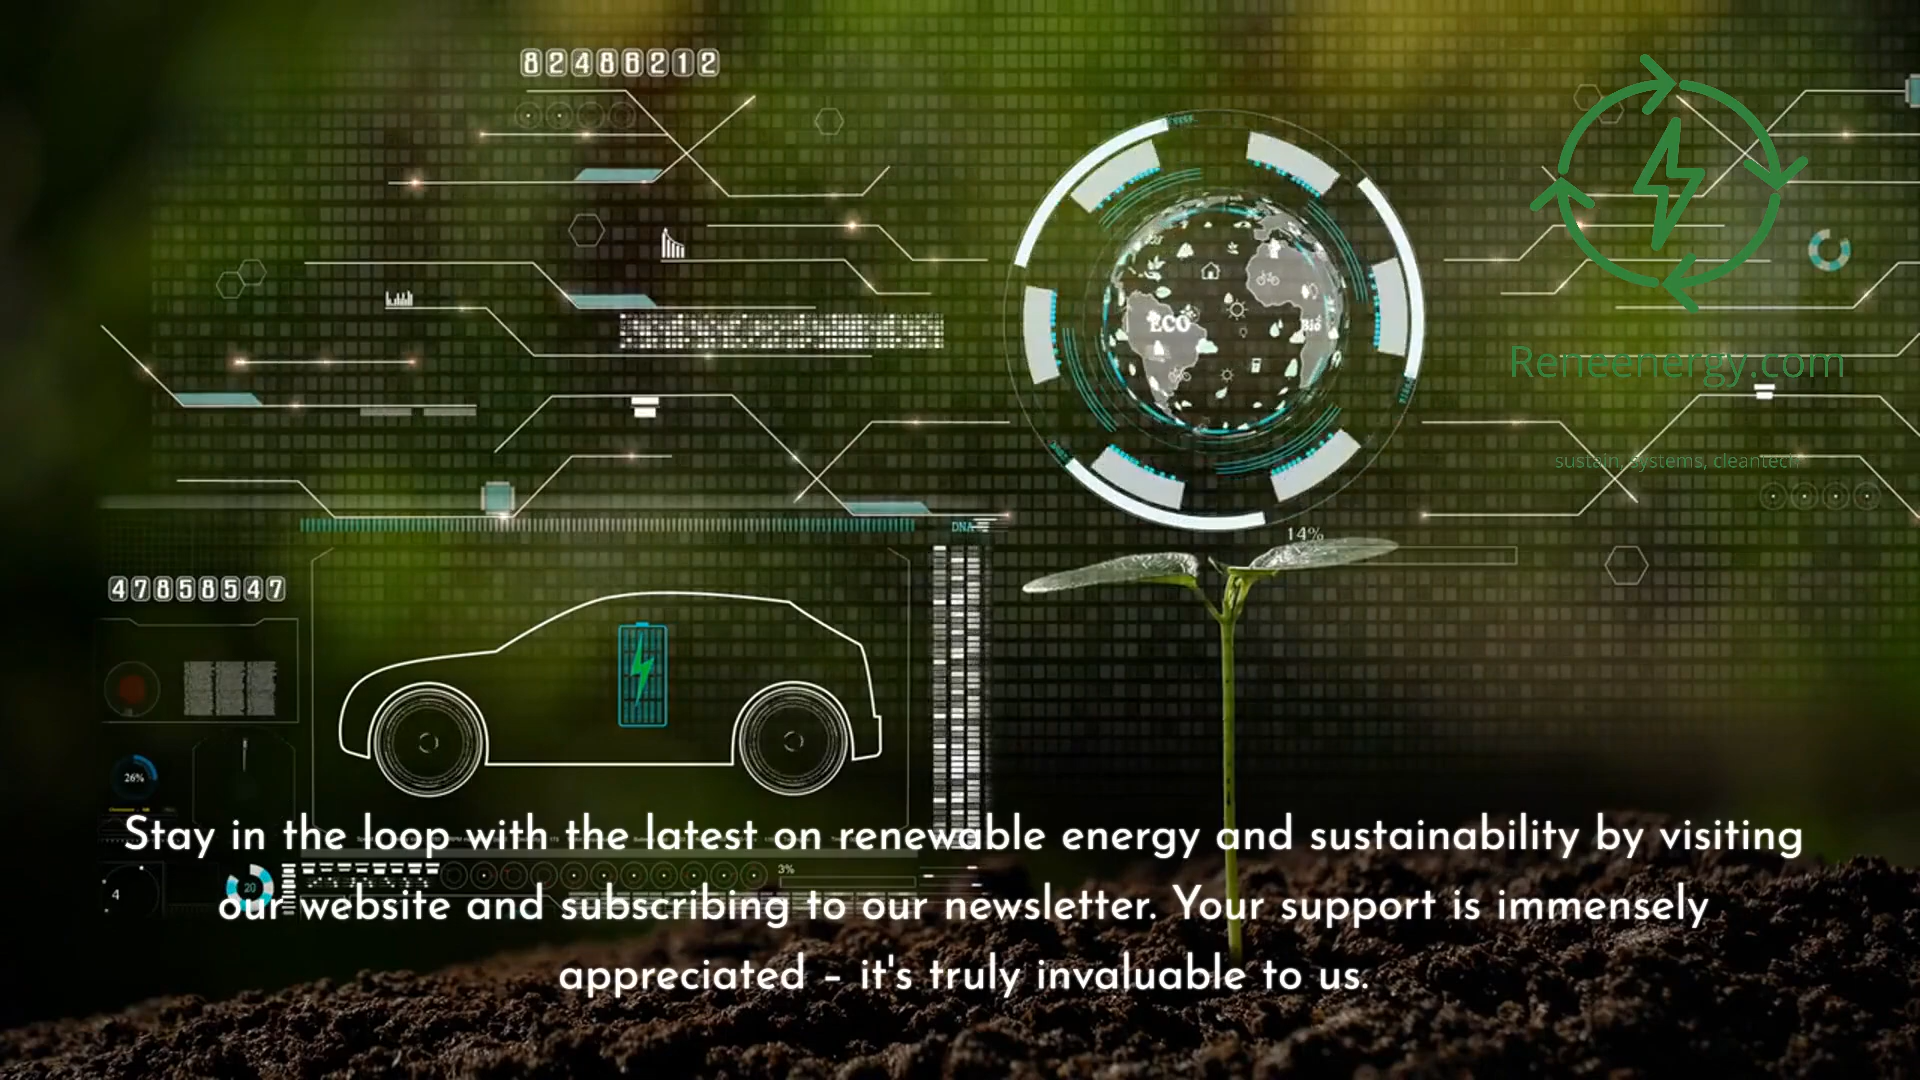 82486212
ECO
Bio
Reneenergy.com
sustain, systems, cleantech
DNA
14%
47858547
26%
Stay in the loop with the latest on renewable energy and sustainability by visiting
3%
4
20
our website and subscribing to our newsletter. Your support is immensely
appreciated – it's truly invaluable to us.